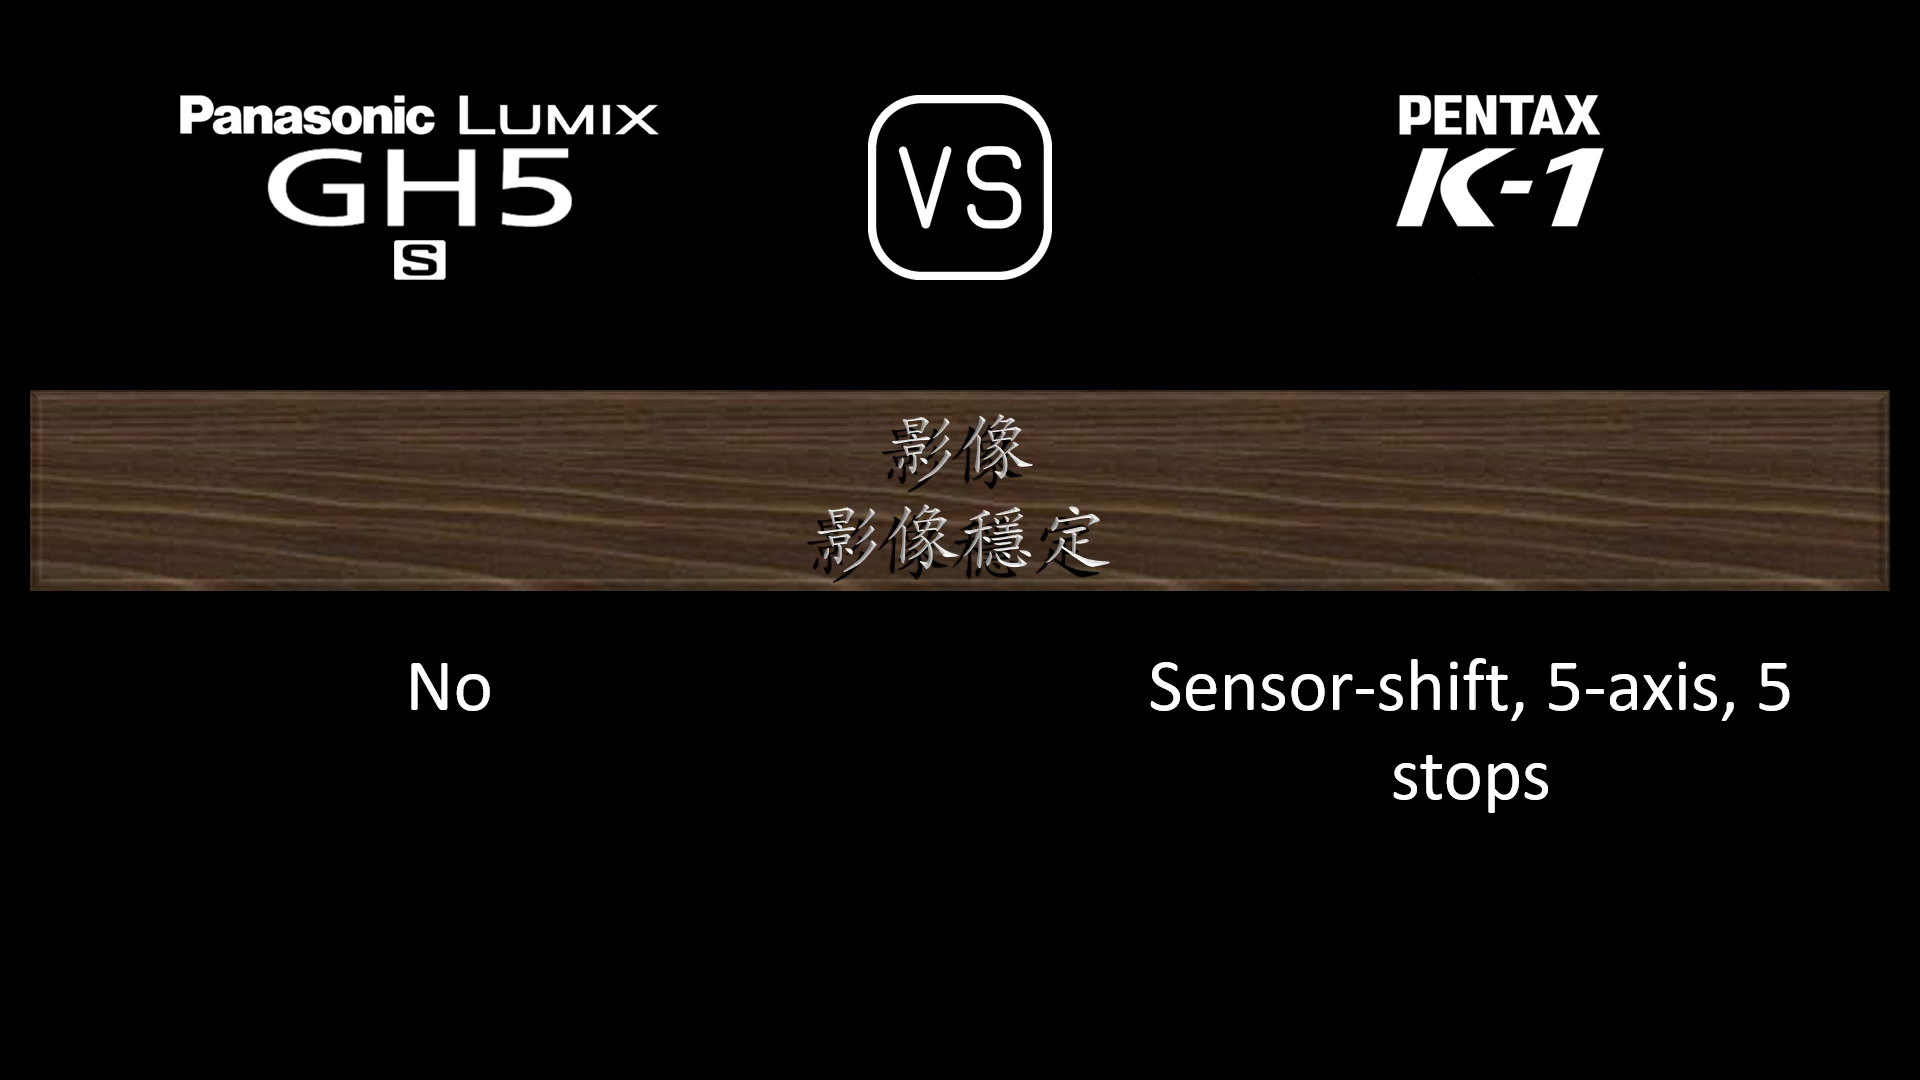 Panasonic LUMIX
GH5
S
VS
PENTAX
K-1
影像
影像穩定
No
Sensor-shift, 5-axis, 5
stops